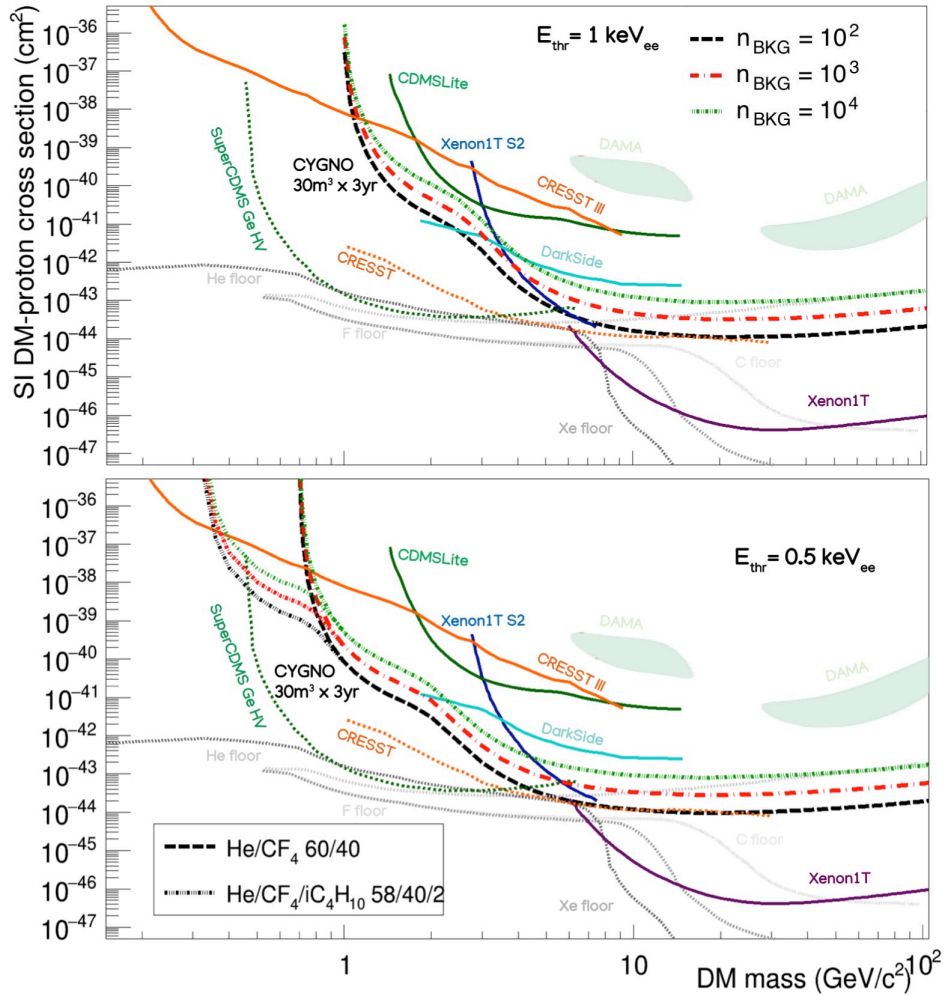 SI DM-proton cross section (cm²)
10⁻³⁶
10⁻³⁷
10⁻³⁸
10⁻³⁹
10⁻⁴⁰
10⁻⁴¹
10⁻⁴²
10⁻⁴³
10⁻⁴⁴
10⁻⁴⁵
10⁻⁴⁶
10⁻⁴⁷
E_thr = 1 keV_ee
n_BKG = 10²
n_BKG = 10³
n_BKG = 10⁴
CDMSLite
SuperCDMS Ge HV
Xenon1T S2
DAMA
CYGNO
30m³ x 3yr
CRESST III
DAMA
DarkSide
CRESST
He floor
F floor
C floor
Xenon1T
Xe floor
10⁻³⁶
10⁻³⁷
10⁻³⁸
10⁻³⁹
10⁻⁴⁰
10⁻⁴¹
10⁻⁴²
10⁻⁴³
10⁻⁴⁴
10⁻⁴⁵
10⁻⁴⁶
10⁻⁴⁷
E_thr = 0.5 keV_ee
CDMSLite
SuperCDMS Ge HV
Xenon1T S2
DAMA
CYGNO
30m³ x 3yr
CRESST III
DAMA
DarkSide
CRESST
He floor
F floor
C floor
He/CF₄ 60/40
He/CF₄/iC₄H₁₀ 58/40/2
Xenon1T
Xe floor
1
10
10²
DM mass (GeV/c²)